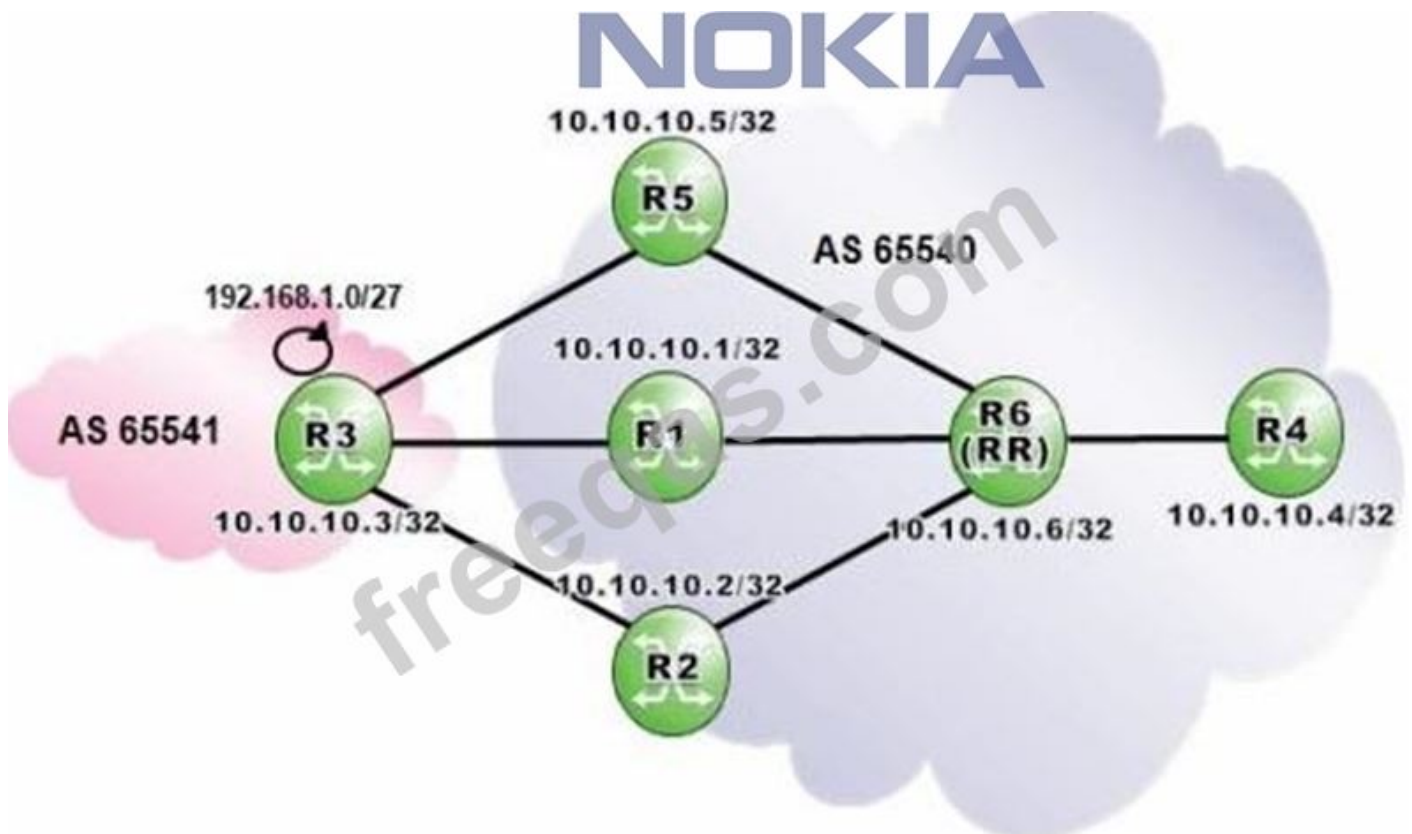 NOKIA
10.10.10.5/32
R5
AS 65540
192.168.1.0/27
10.10.10.1/32
AS 65541
R3
R1
R6
(RR)
R4
10.10.10.3/32
10.10.10.6/32
10.10.10.4/32
10.10.10.2/32
R2
freeqas.com